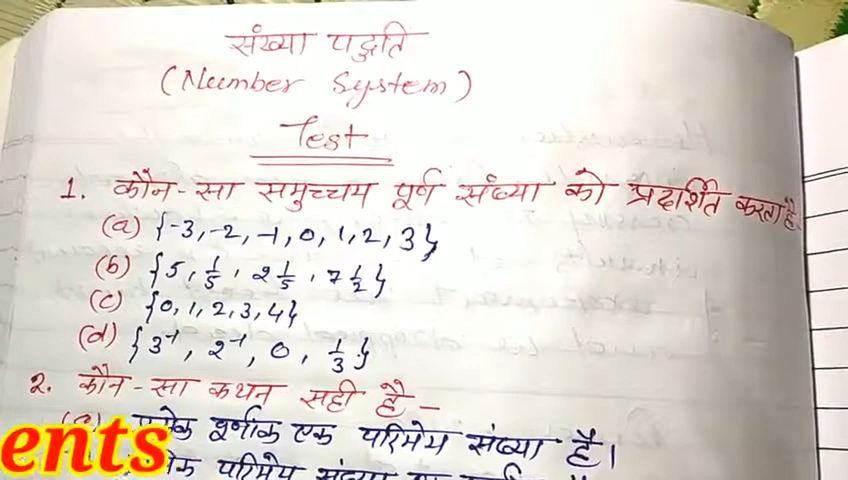 संख्या पद्धति
(Number System)
Test
1. कौन-सा समुच्चय पूर्ण संख्या को प्रदर्शित करता है
(a) {-3, -2, -1, 0, 1, 2, 3}
(b) {5, 1/5, 2 1/5, 7 1/2}
(c) {0, 1, 2, 3, 4}
(d) {3⁻¹, 2⁻¹, 0, 1/3}
2. कौन-सा कथन सही है -
पूर्णांक एक परिमेय संख्या है।
परिमेय संख्या
ents